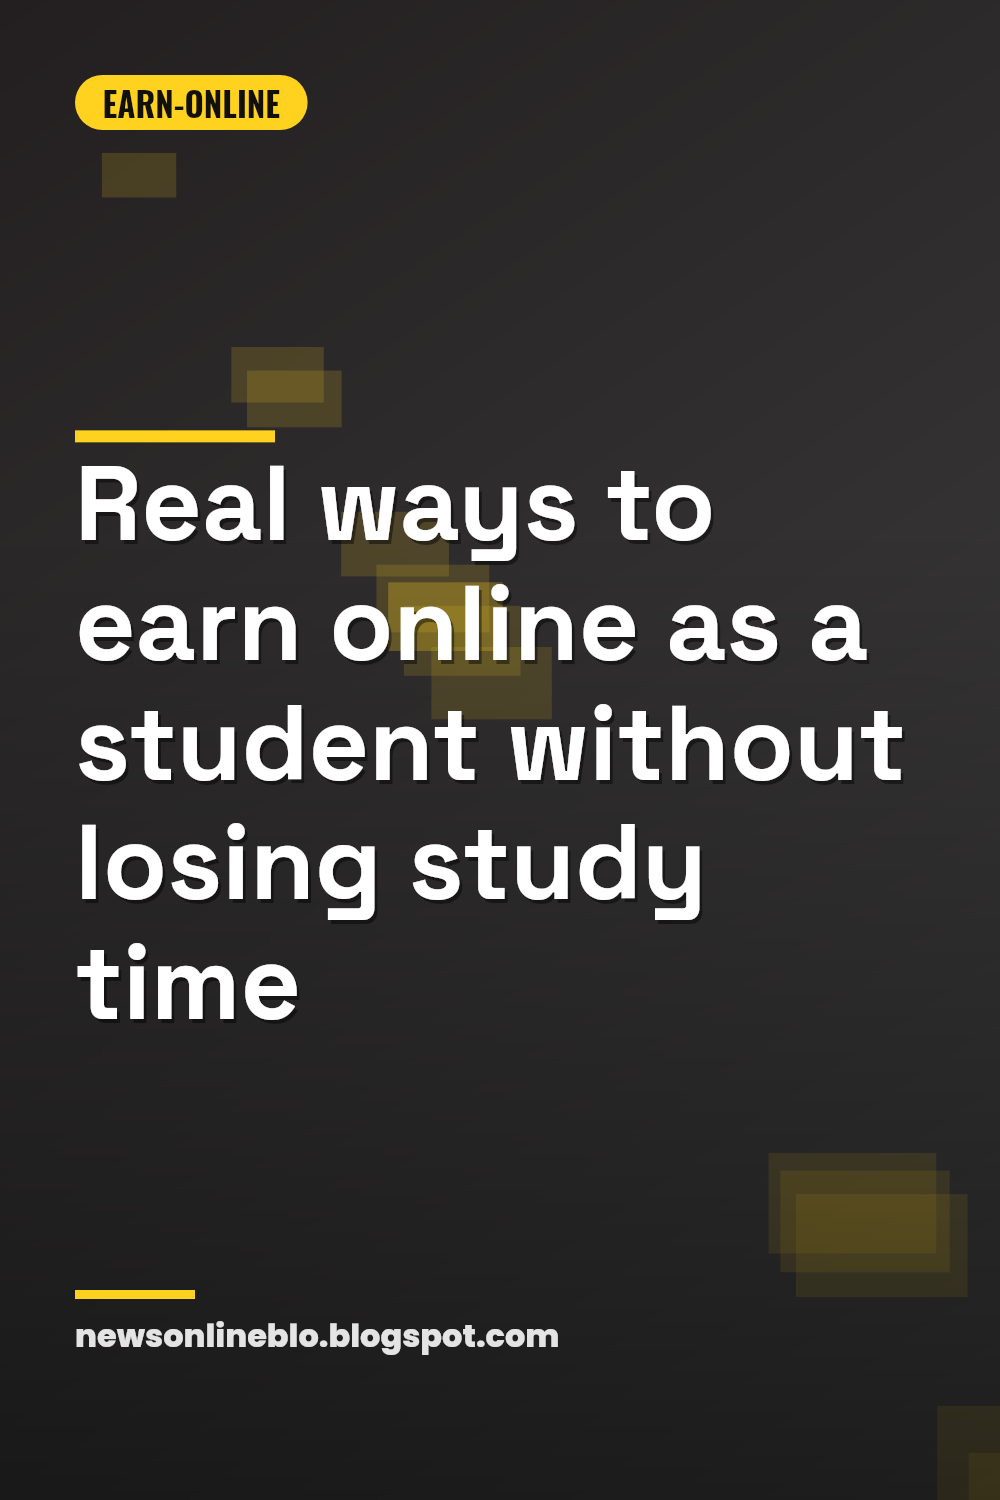 EARN-ONLINE
Real ways to
earn online as a
student without
losing study
time
newsonlineblo.blogspot.com